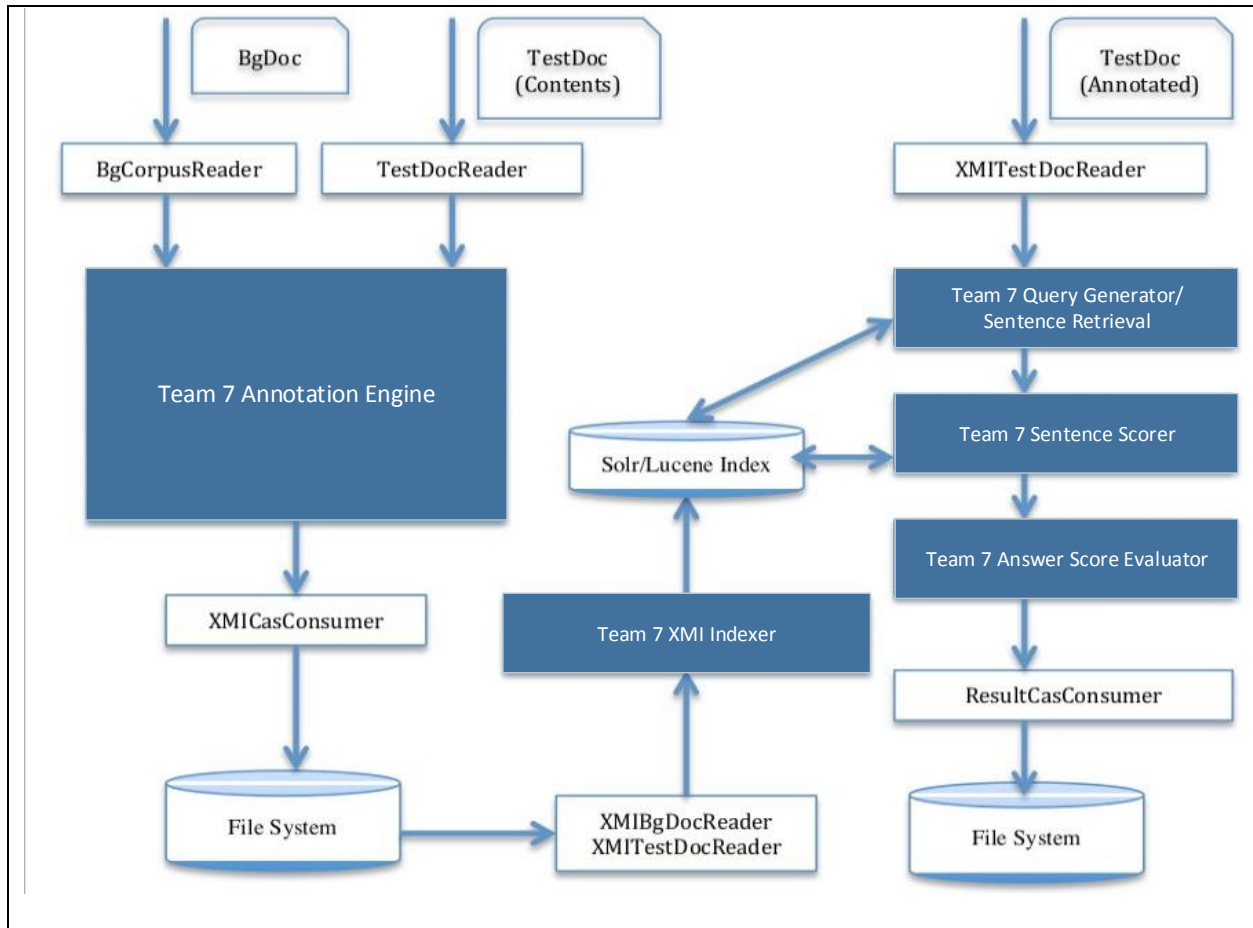 BgDoc
TestDoc
(Contents)
TestDoc
(Annotated)
BgCorpusReader
TestDocReader
XMITestDocReader
Team 7 Annotation Engine
Team 7 Query Generator/
Sentence Retrieval
Solr/Lucene Index
Team 7 Sentence Scorer
Team 7 Answer Score Evaluator
XMICasConsumer
Team 7 XMI Indexer
ResultCasConsumer
File System
XMIBgDocReader
XMITestDocReader
File System